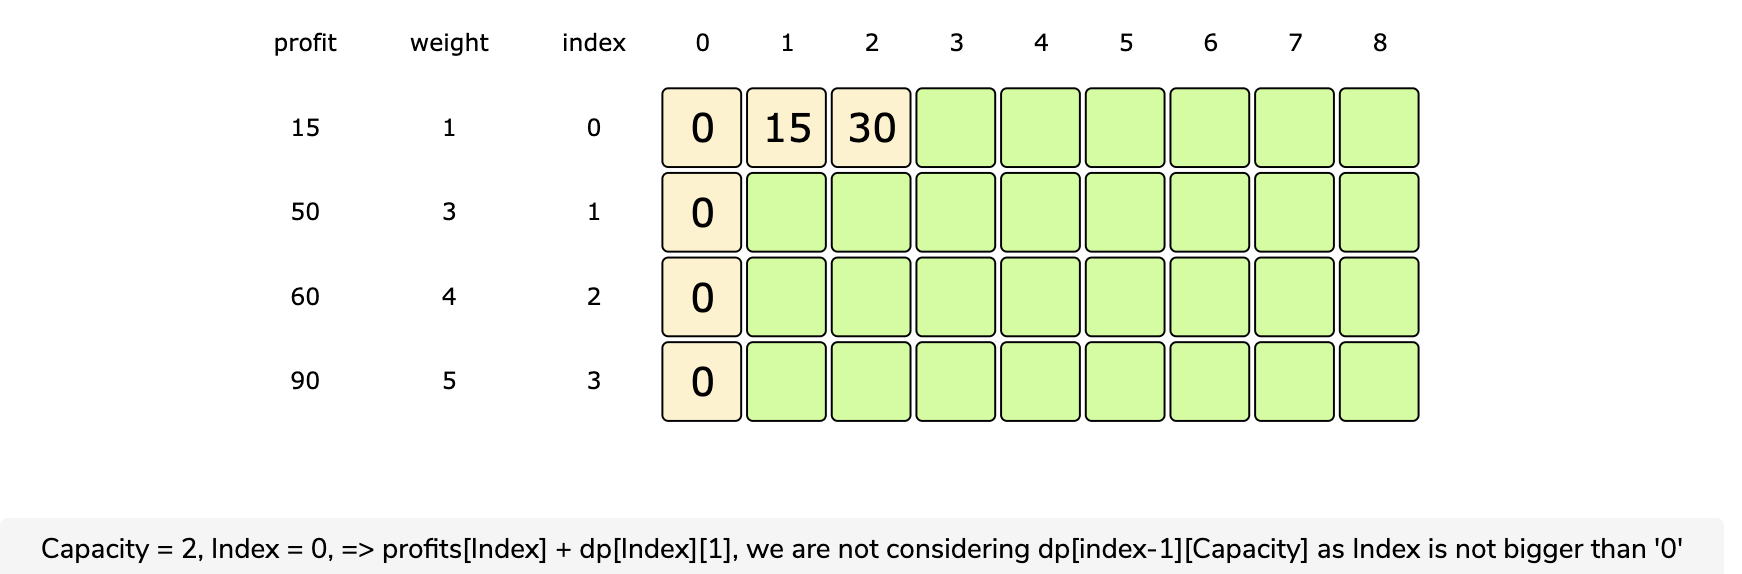 profit weight index 0 1 2 3 4 5 6 7 8
15 1 0 0 15 30
50 3 1 0
60 4 2 0
90 5 3 0
Capacity = 2, Index = 0, => profits[Index] + dp[Index][1], we are not considering dp[index-1][Capacity] as Index is not bigger than '0'